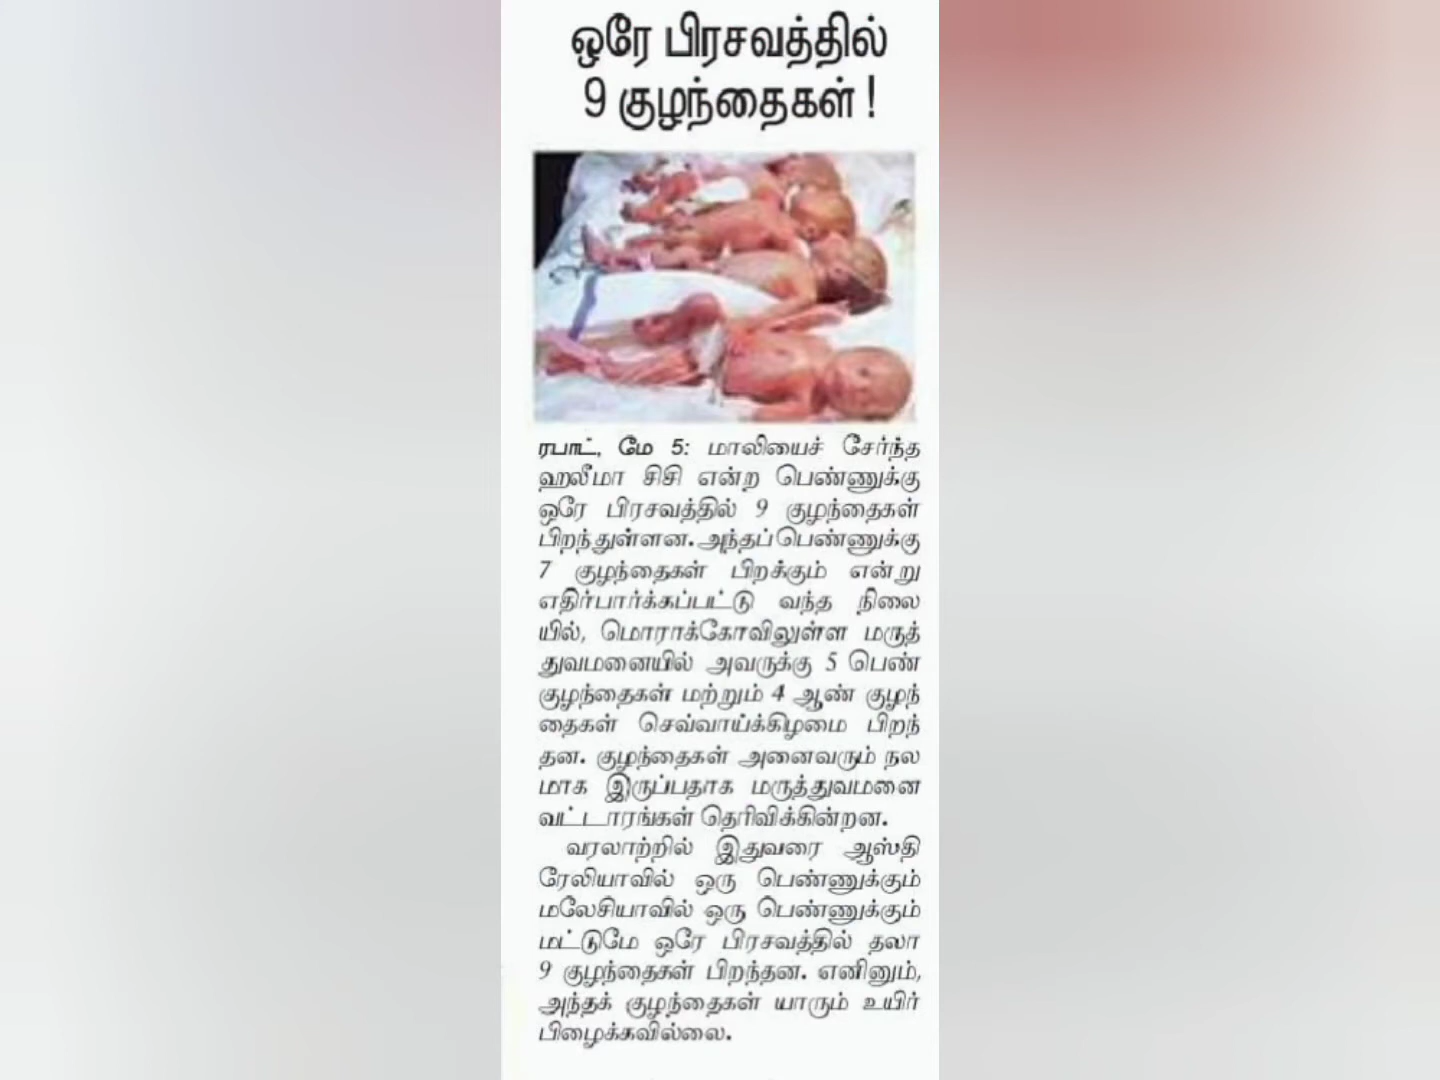 ஒரே பிரசவத்தில்
9 குழந்தைகள் !
ரபாட், மே 5: மாலியைச் சேர்ந்த
ஹலீமா சிசி என்ற பெண்ணுக்கு
ஒரே பிரசவத்தில் 9 குழந்தைகள்
பிறந்துள்ளன. அந்தப் பெண்ணுக்கு
7 குழந்தைகள் பிறக்கும் என்று
எதிர்பார்க்கப்பட்டு வந்த நிலை
யில், மொராக்கோவிலுள்ள மருத்
துவமனையில் அவருக்கு 5 பெண்
குழந்தைகள் மற்றும் 4 ஆண் குழந்
தைகள் செவ்வாய்க்கிழமை பிறந்
தன. குழந்தைகள் அனைவரும் நல
மாக இருப்பதாக மருத்துவமனை
வட்டாரங்கள் தெரிவிக்கின்றன.
வரலாற்றில் இதுவரை ஆஸ்தி
ரேலியாவில் ஒரு பெண்ணுக்கும்
மலேசியாவில் ஒரு பெண்ணுக்கும்
மட்டுமே ஒரே பிரசவத்தில் தலா
9 குழந்தைகள் பிறந்தன. எனினும்,
அந்தக் குழந்தைகள் யாரும் உயிர்
பிழைக்கவில்லை.